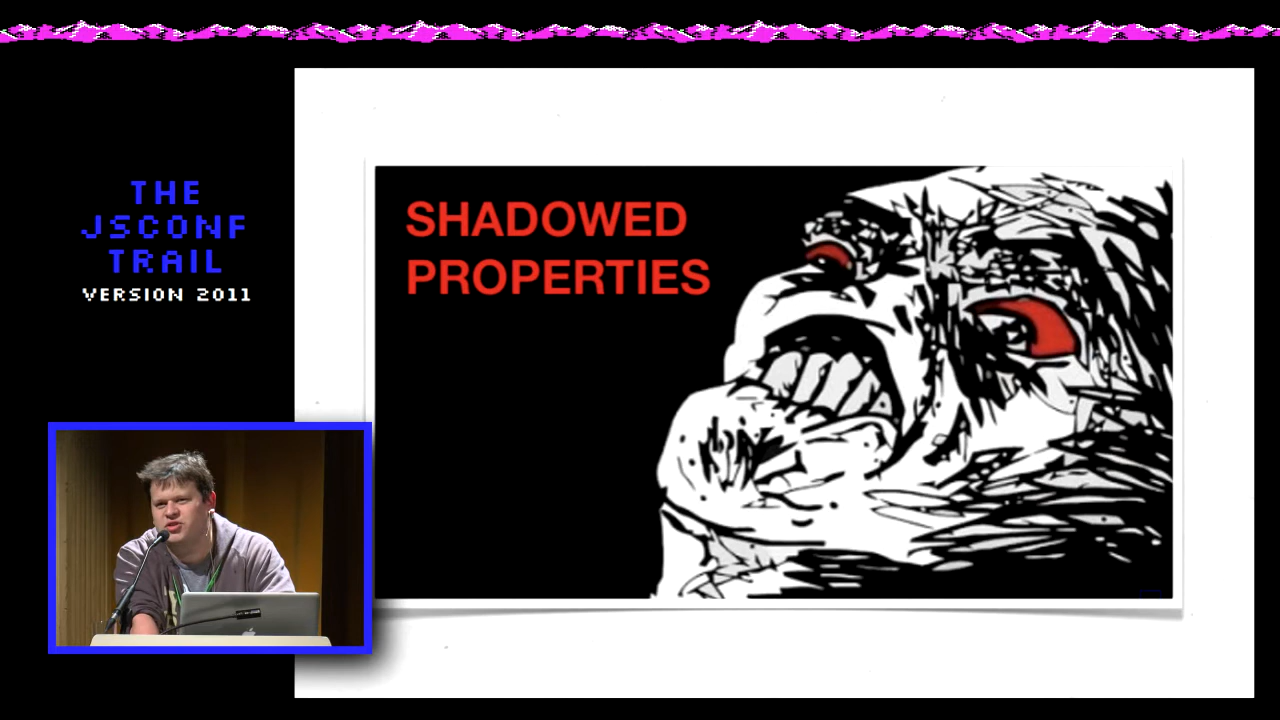 THE
JSCONF
TRAIL
VERSION 2011
SHADOWED
PROPERTIES